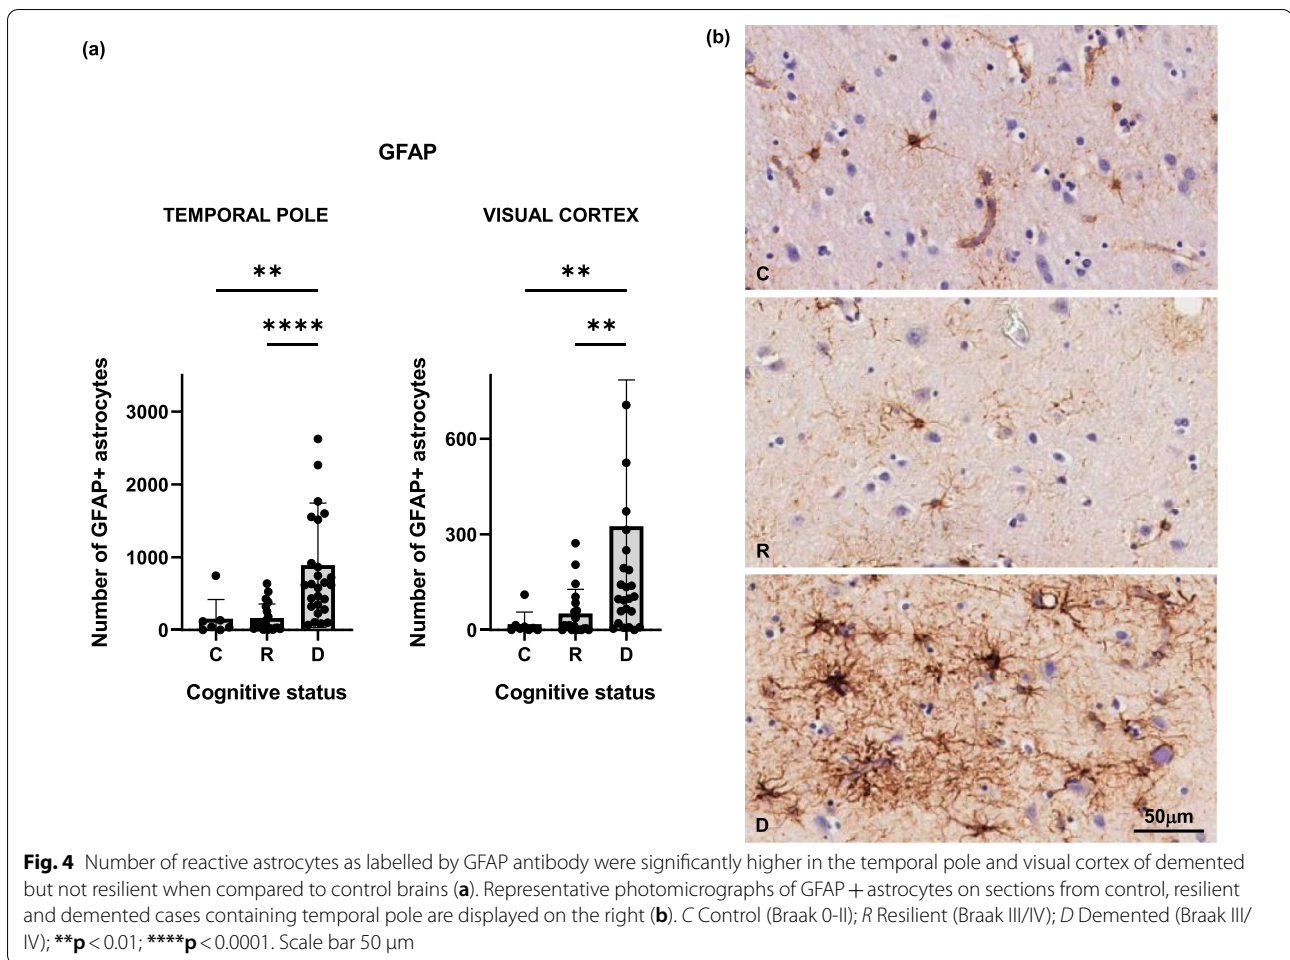 (a)
GFAP
TEMPORAL POLE
**
****
Number of GFAP+ astrocytes
3000
2000
1000
0
C R D
Cognitive status
VISUAL CORTEX
**
**
Number of GFAP+ astrocytes
600
300
0
C R D
Cognitive status
(b)
C
R
D
50μm
Fig. 4 Number of reactive astrocytes as labelled by GFAP antibody were significantly higher in the temporal pole and visual cortex of demented
but not resilient when compared to control brains (a). Representative photomicrographs of GFAP + astrocytes on sections from control, resilient
and demented cases containing temporal pole are displayed on the right (b). C Control (Braak 0-II); R Resilient (Braak III/IV); D Demented (Braak III/
IV); **p < 0.01; ****p < 0.0001. Scale bar 50 μm